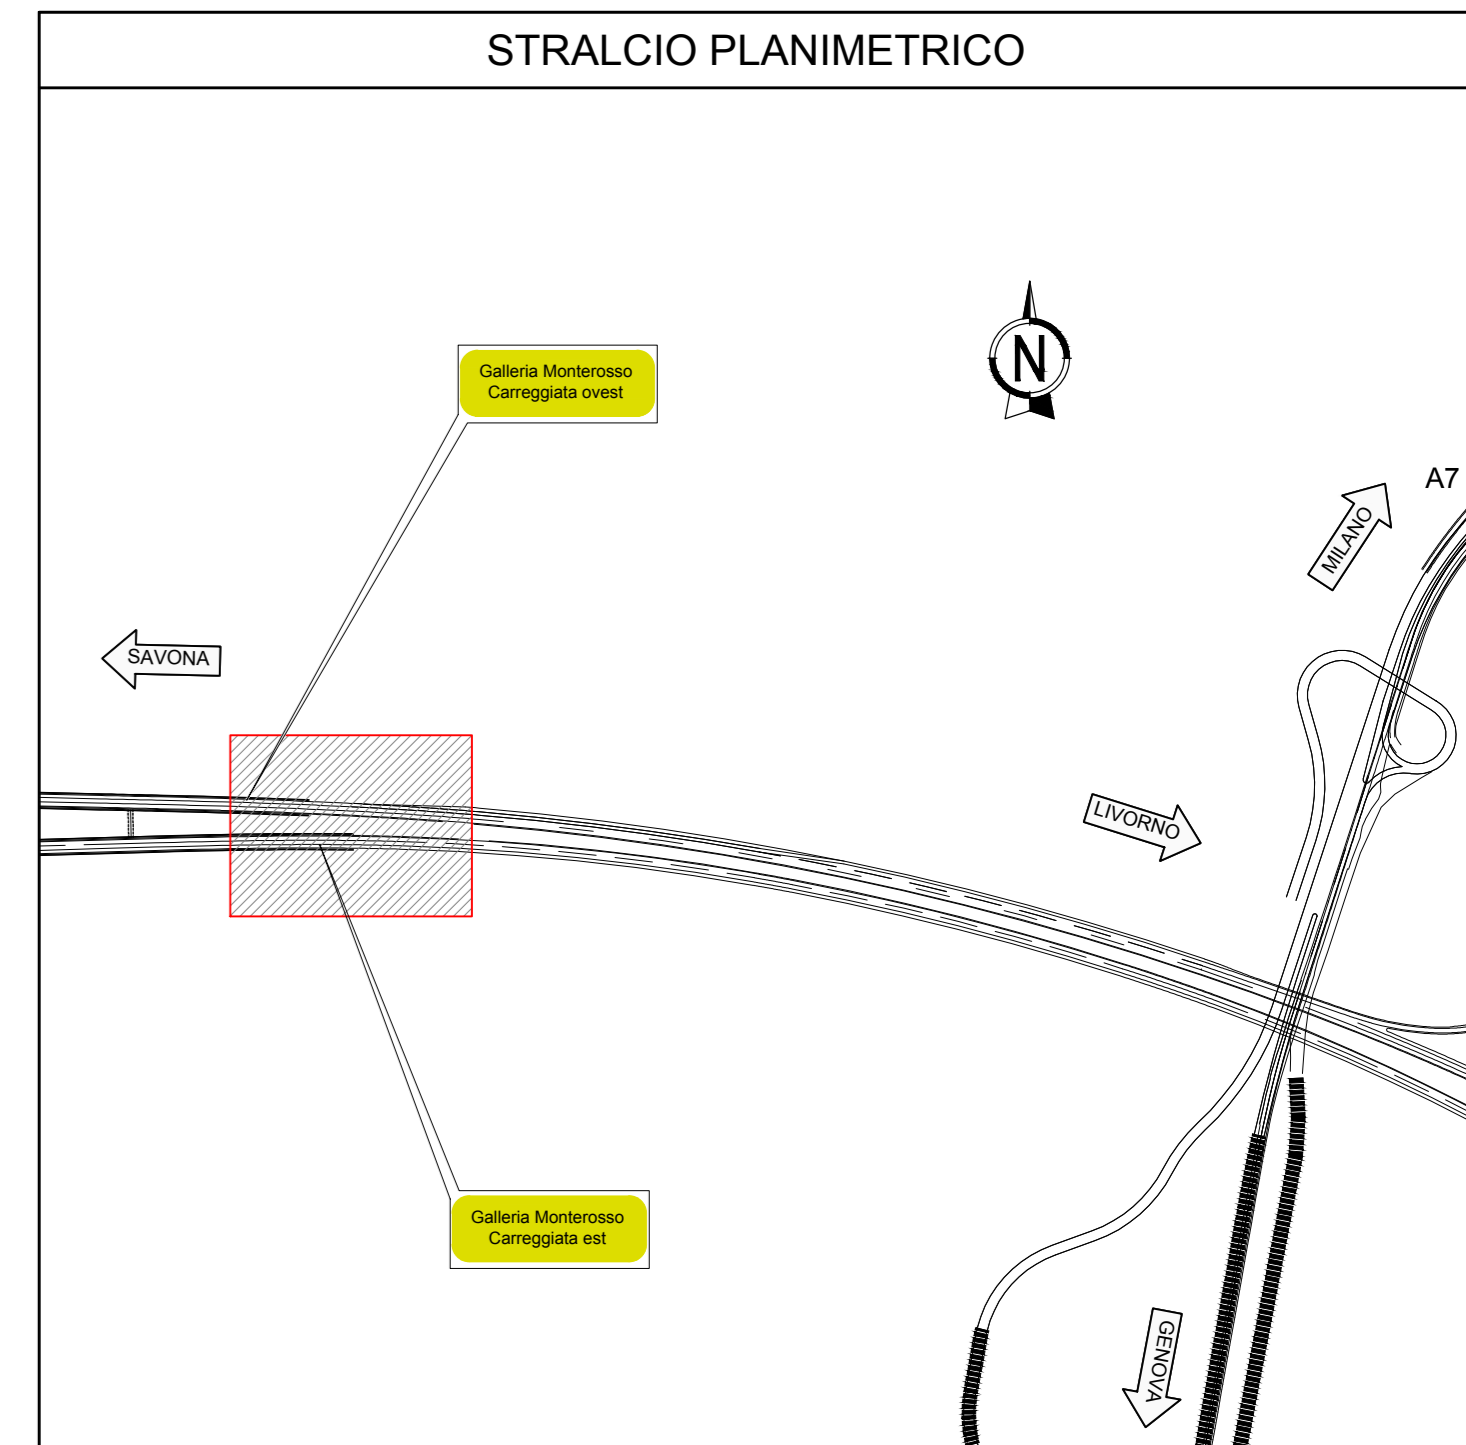 STRALCIO PLANIMETRICO
Galleria Monterosso
Carreggiata ovest
N
A7
MILANO
SAVONA
LIVORNO
Galleria Monterosso
Carreggiata est
GENOVA